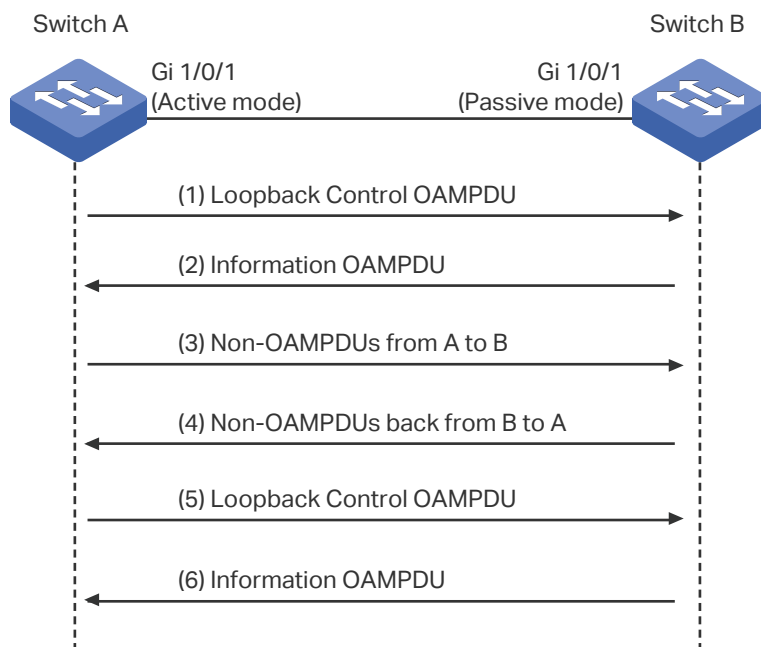 Switch A
Switch B
Gi 1/0/1
(Active mode)
Gi 1/0/1
(Passive mode)
(1) Loopback Control OAMPDU
(2) Information OAMPDU
(3) Non-OAMPDUs from A to B
(4) Non-OAMPDUs back from B to A
(5) Loopback Control OAMPDU
(6) Information OAMPDU